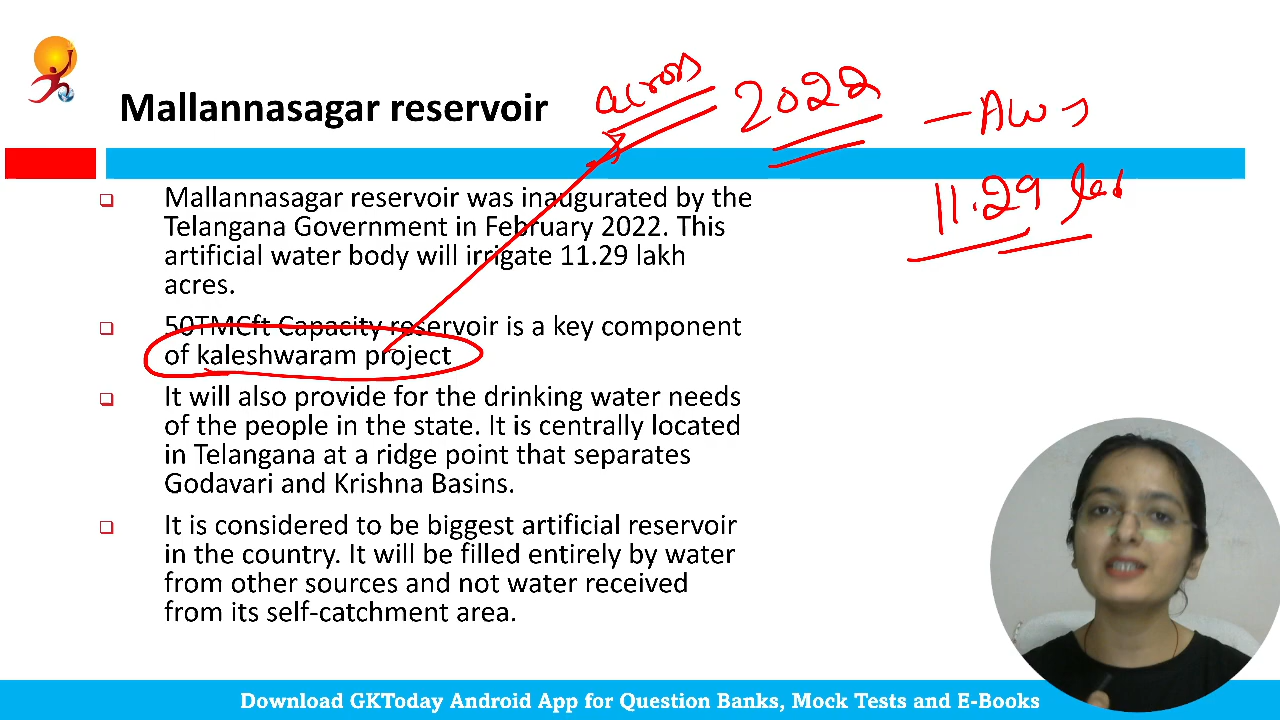 Mallannasagar reservoir
across
2022
- Aws
11.29 la
Mallannasagar reservoir was inaugurated by the
Telangana Government in February 2022. This
artificial water body will irrigate 11.29 lakh
acres.
50TMCft Capacity reservoir is a key component
of kaleshwaram project
It will also provide for the drinking water needs
of the people in the state. It is centrally located
in Telangana at a ridge point that separates
Godavari and Krishna Basins.
It is considered to be biggest artificial reservoir
in the country. It will be filled entirely by water
from other sources and not water received
from its self-catchment area.
Download GKToday Android App for Question Banks, Mock Tests and E-Books